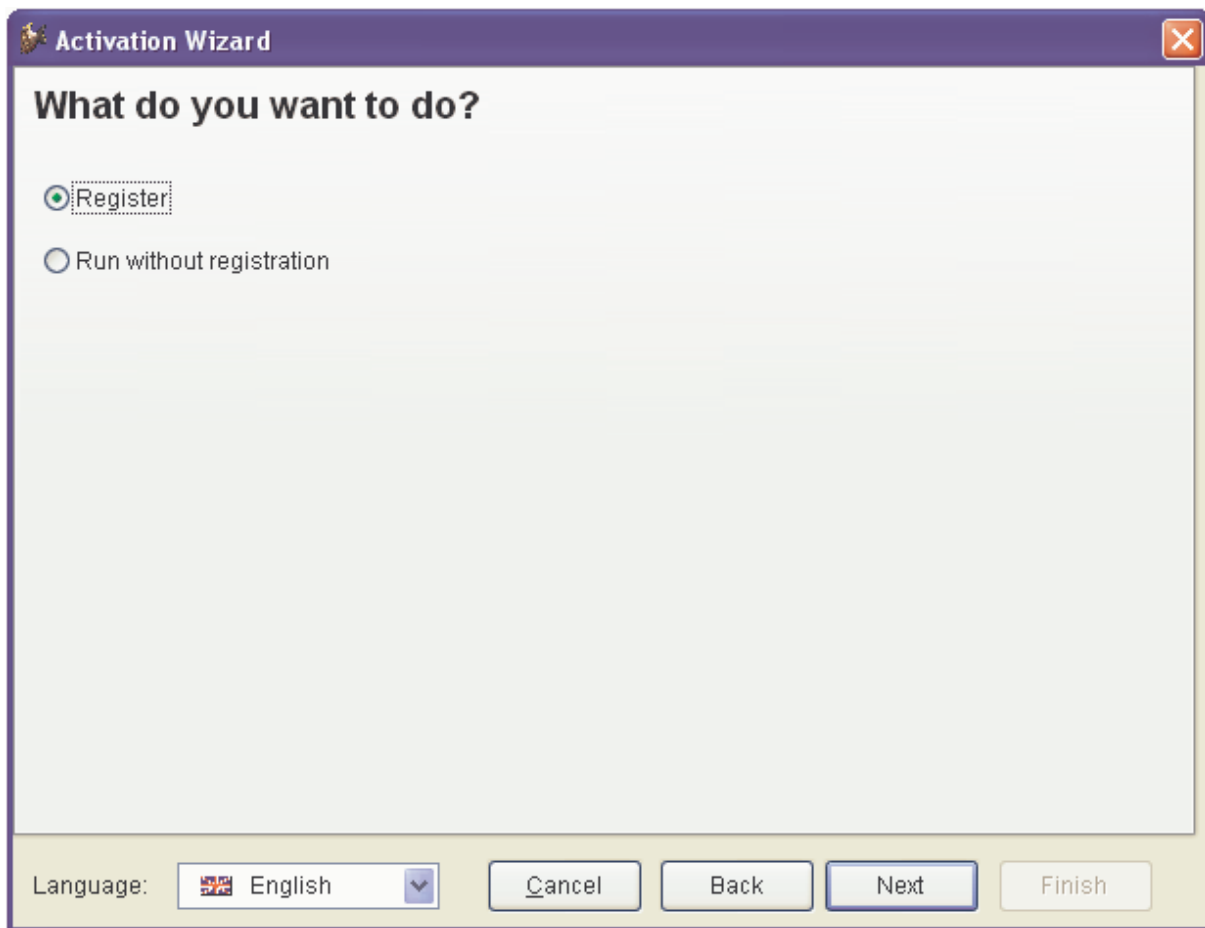 Activation Wizard
What do you want to do?
Register
Run without registration
Language: English Cancel Back Next Finish